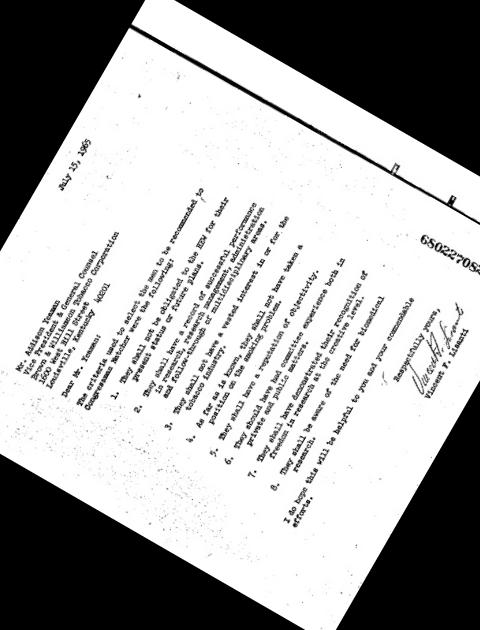 July 15, 1965
Mr. Addison Yeaman
Vice President & General Counsel
Brown & Williamson Tobacco Corporation
1600 West Hill Street
Louisville, Kentucky 40201
Dear Mr. Yeaman:
The criteria used to select the men to be recommended to
Congressman Natcher were the following:
1. They shall not be obligated to the HEW for their
present status or future plans.
2. They shall have a record of successful performance
in research, research management, administration
and follow-through of multidisciplinary areas.
3. They shall not have a vested interest in or for the
tobacco industry.
4. As far as is known, they shall not have taken a
position on the smoking problem.
5. They shall have a reputation of objectivity.
6. They should have had committee experience both in
private and public matters.
7. They shall have demonstrated their recognition of
freedom in research at the creative level.
8. They shall be aware of the need for biomedical
research.
I do hope this will be helpful to you and your commendable
efforts.
Respectfully yours,
Vincent F. Lisanti
68022708